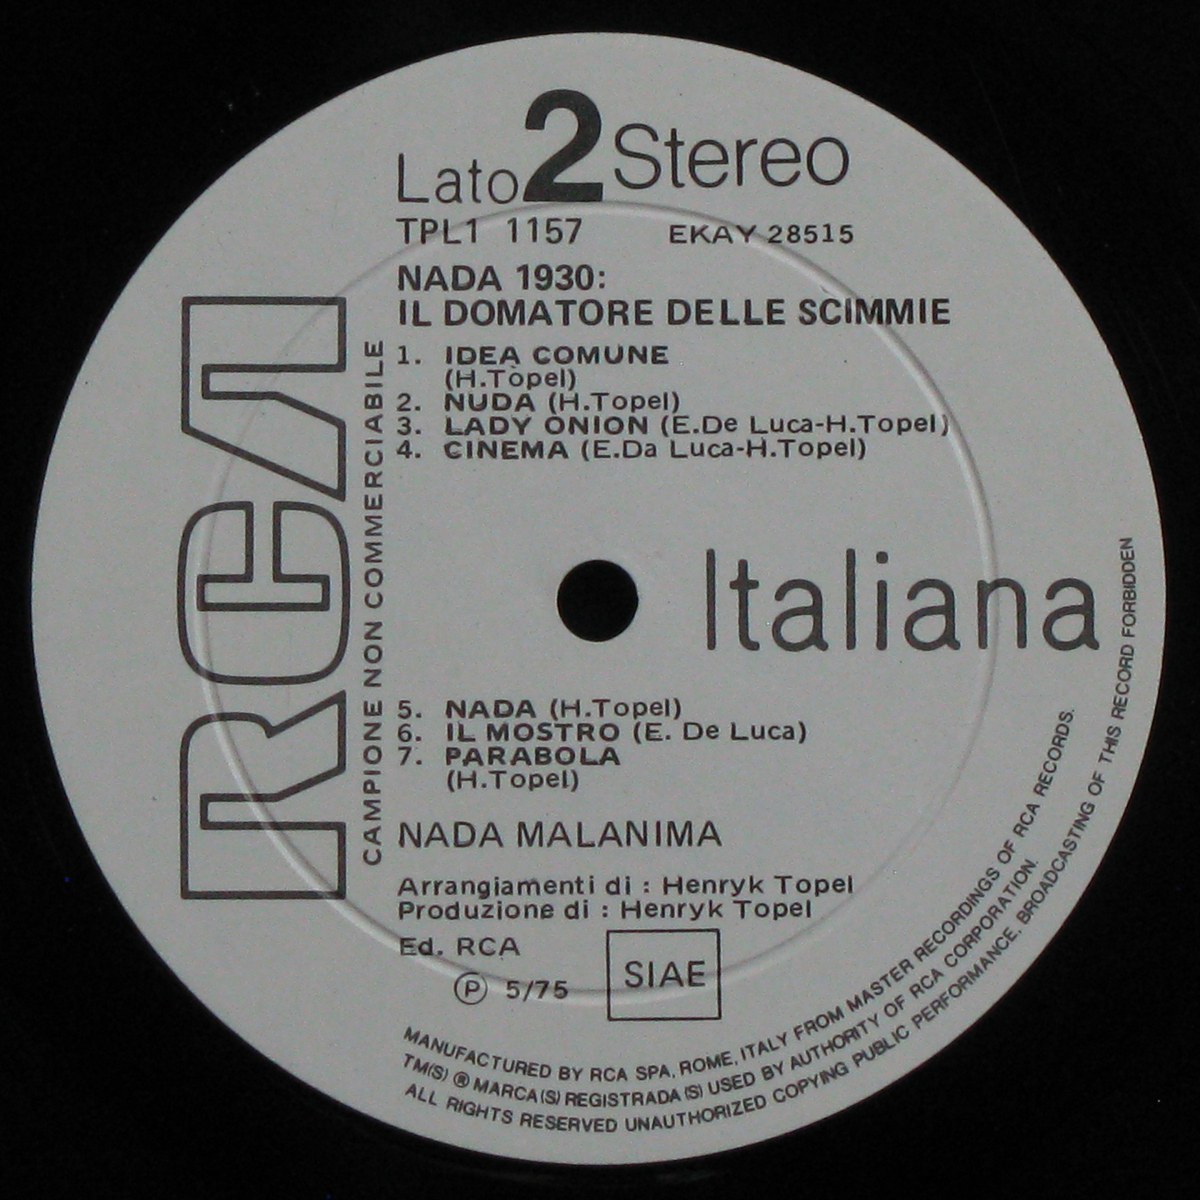 Lato 2 Stereo
TPL1 1157 EKAY 28515
NADA 1930:
IL DOMATORE DELLE SCIMMIE
1. IDEA COMUNE
(H.Tòpel)
2. NUDA (H.Topel)
3. LADY ONION (E.De Luca-H.Topel)
4. CINEMA (E.Da Luca-H.Topel)
RCA
CAMPIONE NON COMMERCIABILE
Italiana
5. NADA (H.Topel)
6. IL MOSTRO (E. De Luca)
7. PARABOLA
(H.Topel)
NADA MALANIMA
Arrangiamenti di : Henryk Topel
Produzione di : Henryk Topel
Ed. RCA
℗ 5/75
SIAE
MANUFACTURED BY RCA SPA, ROME, ITALY FROM MASTER RECORDINGS OF RCA RECORDS.
TM(S) ® MARCA(S) REGISTRADA(S) USED BY AUTHORITY OF RCA CORPORATION.
ALL RIGHTS RESERVED UNAUTHORIZED COPYING PUBLIC PERFORMANCE, BROADCASTING OF THIS RECORD FORBIDDEN